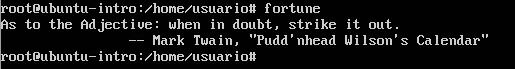 root@ubuntu-intro:/home/usuario# fortune
As to the Adjective: when in doubt, strike it out.
-- Mark Twain, "Pudd'nhead Wilson's Calendar"
root@ubuntu-intro:/home/usuario#